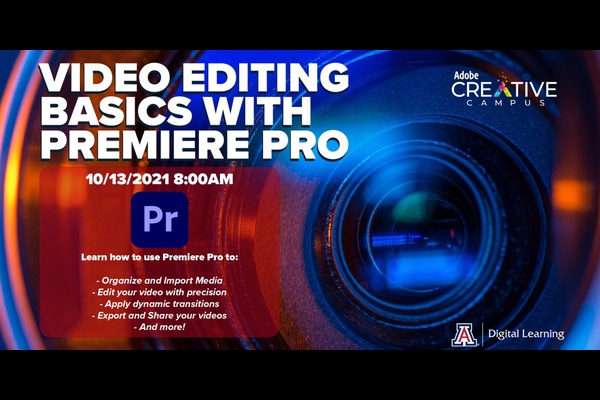 VIDEO EDITING
BASICS WITH
PREMIERE PRO
Adobe
CREATIVE
CAMPUS
10/13/2021 8:00AM
Pr
Learn how to use Premiere Pro to:
- Organize and Import Media
- Edit your video with precision
- Apply dynamic transitions
- Export and Share your videos
- And more!
A
Digital Learning